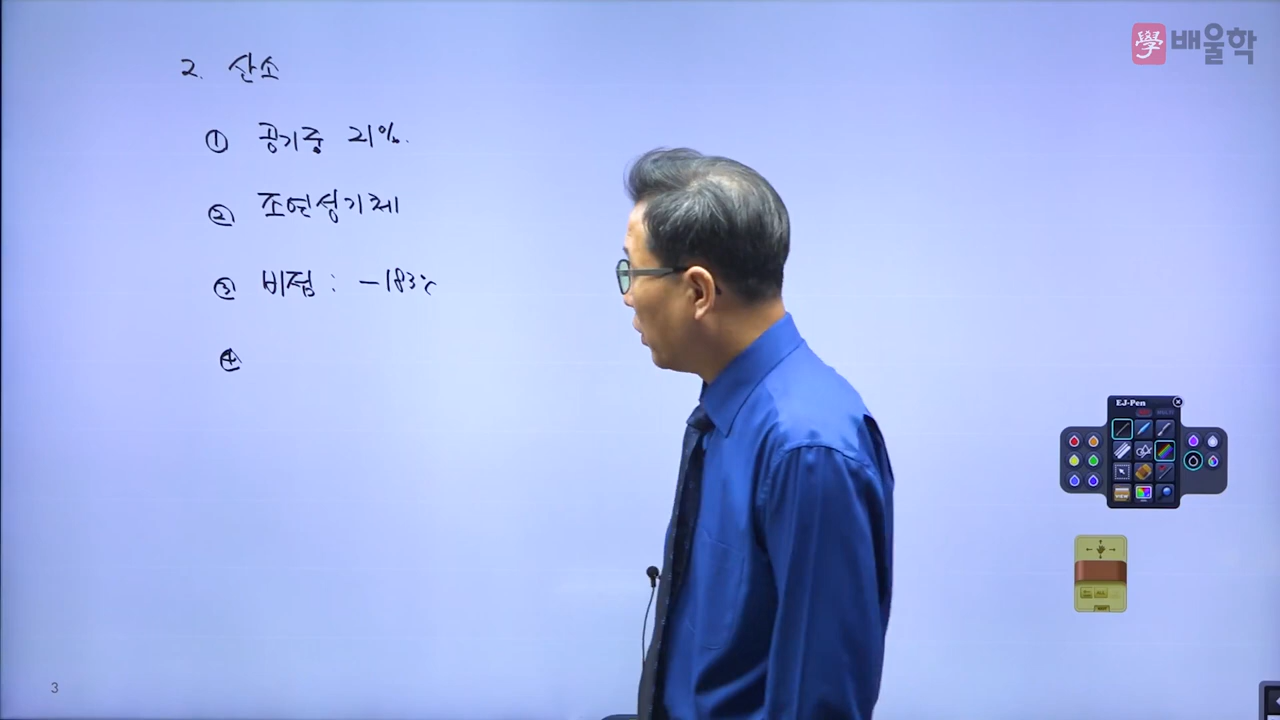 學 배울학
2. 산소
① 공기중 21%.
② 조연성기체
③ 비점 : -183℃
④
EJ-Pen
VIEW
3